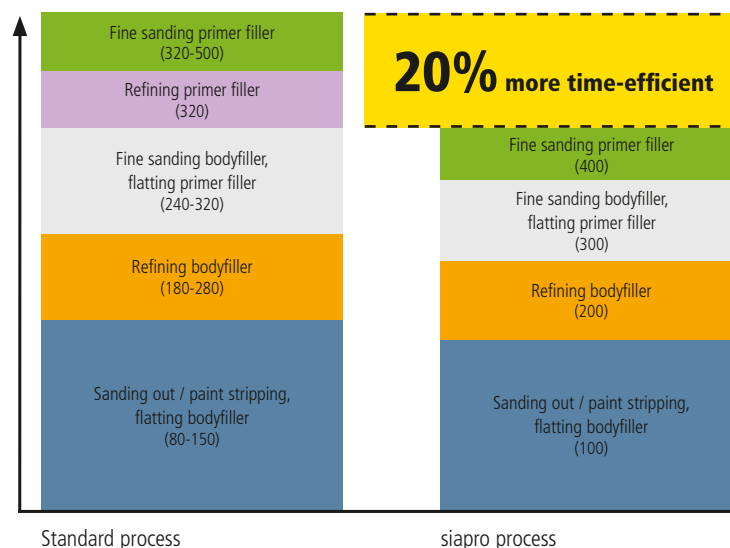 Fine sanding primer filler
(320-500)
Refining primer filler
(320)
Fine sanding bodyfiller,
flatting primer filler
(240-320)
Refining bodyfiller
(180-280)
Sanding out / paint stripping,
flatting bodyfiller
(80-150)
Standard process
20% more time-efficient
Fine sanding primer filler
(400)
Fine sanding bodyfiller,
flatting primer filler
(300)
Refining bodyfiller
(200)
Sanding out / paint stripping,
flatting bodyfiller
(100)
siapro process